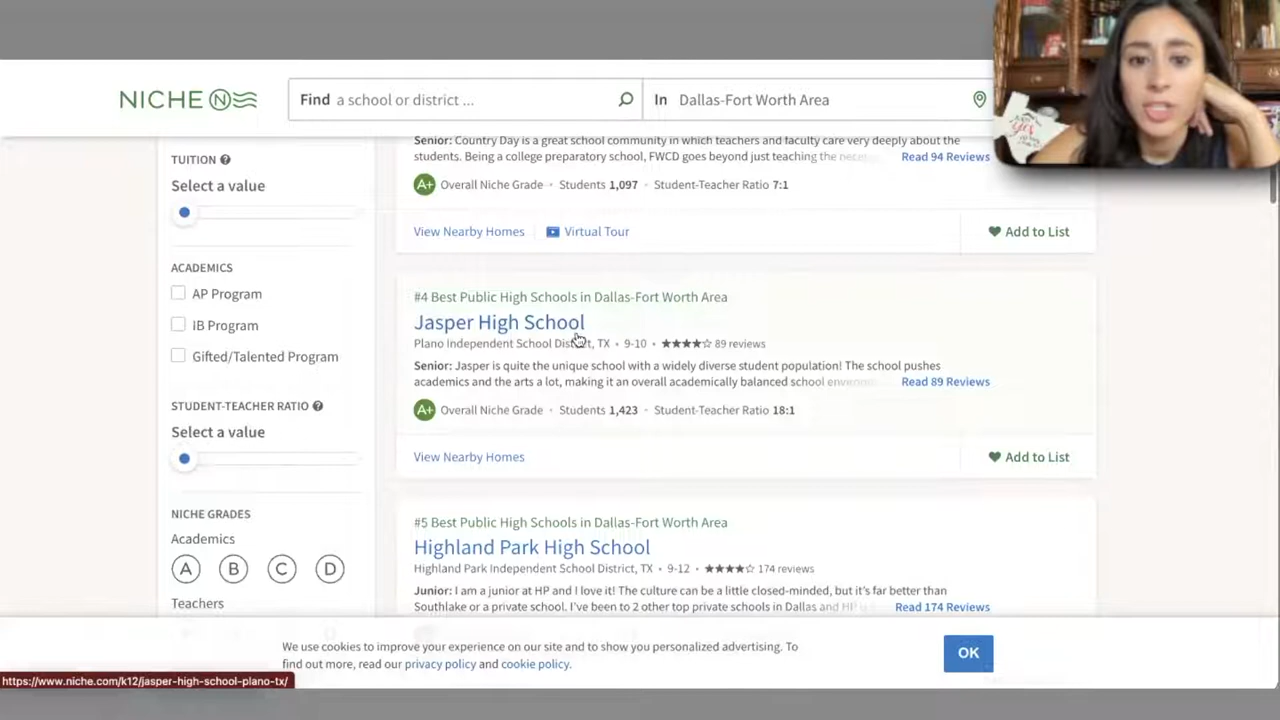 NICHE N
Find a school or district ...
In Dallas-Fort Worth Area
TUITION ?
Select a value
ACADEMICS
AP Program
IB Program
Gifted/Talented Program
STUDENT-TEACHER RATIO ?
Select a value
NICHE GRADES
Academics
A B C D
Teachers
Senior: Country Day is a great school community in which teachers and faculty care very deeply about the
students. Being a college preparatory school, FWCD goes beyond just teaching the
Read 94 Reviews
A+ Overall Niche Grade • Students 1,097 • Student-Teacher Ratio 7:1
View Nearby Homes
Virtual Tour
Add to List
#4 Best Public High Schools in Dallas-Fort Worth Area
Jasper High School
Plano Independent School District, TX • 9-10 • ★★★★☆ 89 reviews
Senior: Jasper is quite the unique school with a widely diverse student population! The school pushes
academics and the arts a lot, making it an overall academically balanced school
Read 89 Reviews
A+ Overall Niche Grade • Students 1,423 • Student-Teacher Ratio 18:1
View Nearby Homes
Add to List
#5 Best Public High Schools in Dallas-Fort Worth Area
Highland Park High School
Highland Park Independent School District, TX • 9-12 • ★★★★☆ 174 reviews
Junior: I am a junior at HP and I love it! The culture can be a little closed-minded, but it's far better than
Southlake or a private school. I've been to 2 other top private schools in Dallas and HP
Read 174 Reviews
We use cookies to improve your experience on our site and to show you personalized advertising. To
find out more, read our privacy policy and cookie policy.
OK
https://www.niche.com/k12/jasper-high-school-plano-tx/